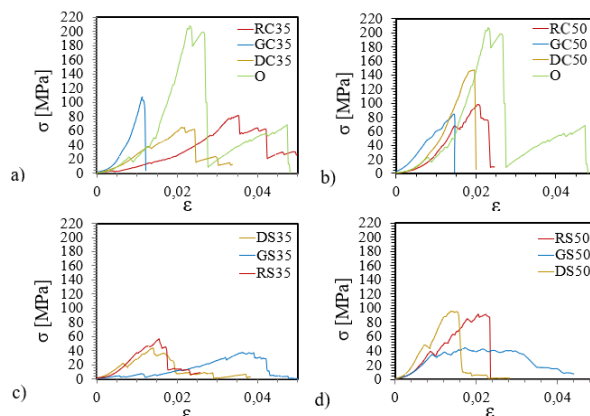 220
200
180
160
140
120
100
80
60
40
20
0
σ [MPa]
RC35
GC35
DC35
O
0
0,02
0,04
a)
ε
220
200
180
160
140
120
100
80
60
40
20
0
σ [MPa]
RC50
GC50
DC50
O
0
0,02
0,04
b)
ε
220
200
180
160
140
120
100
80
60
40
20
0
σ [MPa]
DS35
GS35
RS35
0
0,02
0,04
c)
ε
220
200
180
160
140
120
100
80
60
40
20
0
σ [MPa]
RS50
GS50
DS50
0
0,02
0,04
d)
ε